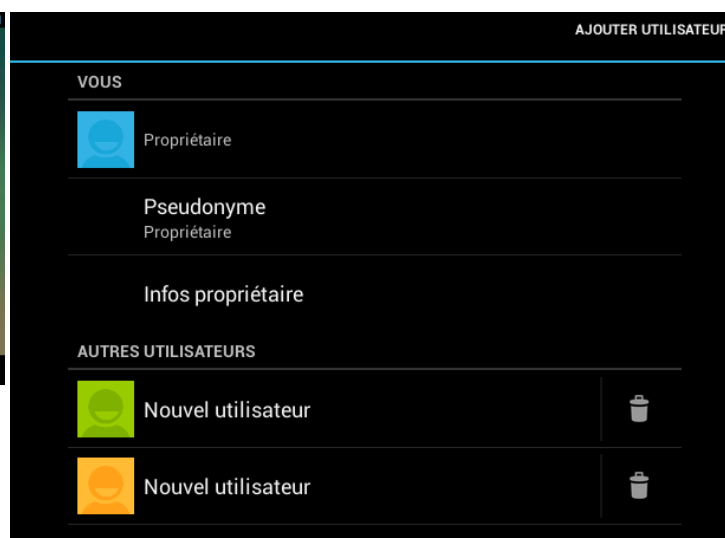 AJOUTER UTILISATEUR
VOUS
Propriétaire
Pseudonyme
Propriétaire
Infos propriétaire
AUTRES UTILISATEURS
Nouvel utilisateur
Nouvel utilisateur